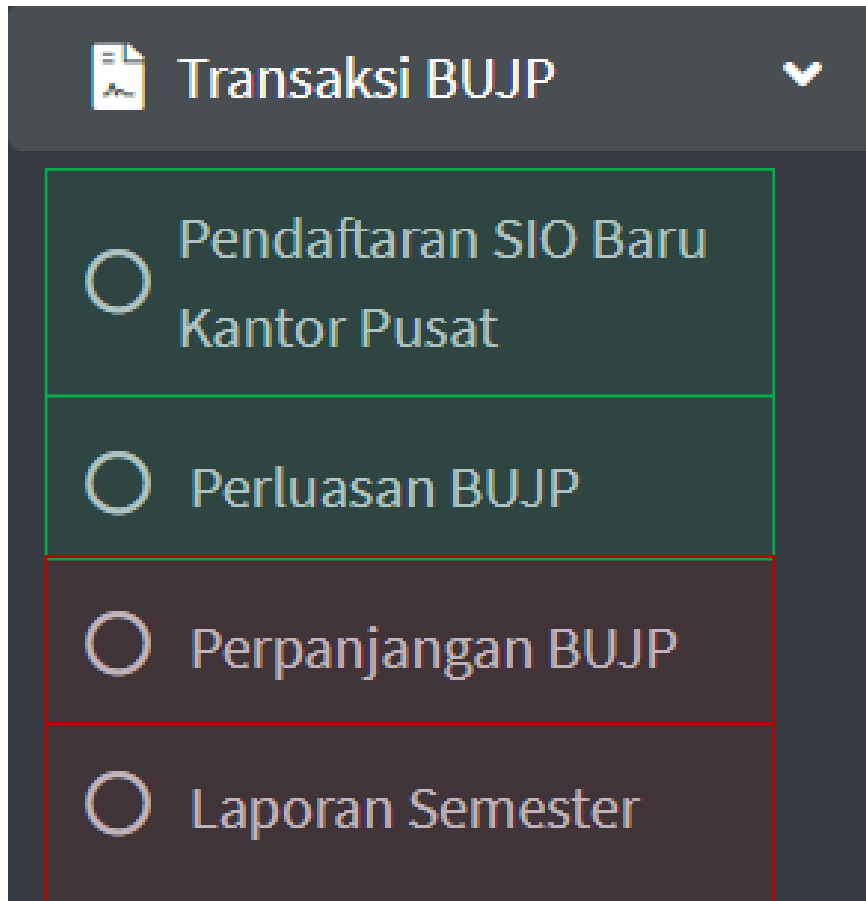 Transaksi BUJP
Pendaftaran SIO Baru
Kantor Pusat
Perluasan BUJP
Perpanjangan BUJP
Laporan Semester